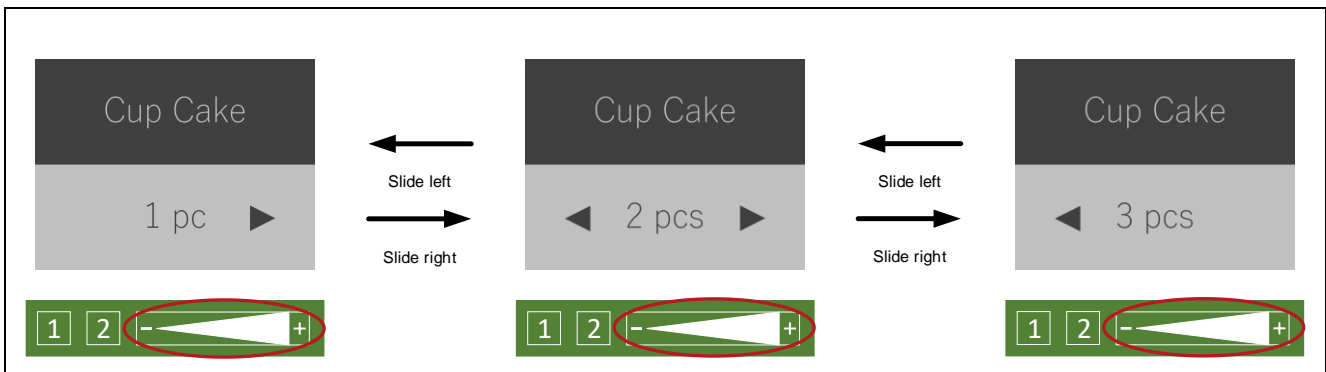 Cup Cake
1 pc ▶
Slide left
Slide right
Cup Cake
◀ 2 pcs ▶
Slide left
Slide right
Cup Cake
◀ 3 pcs
1 2 − +
1 2 − +
1 2 − +